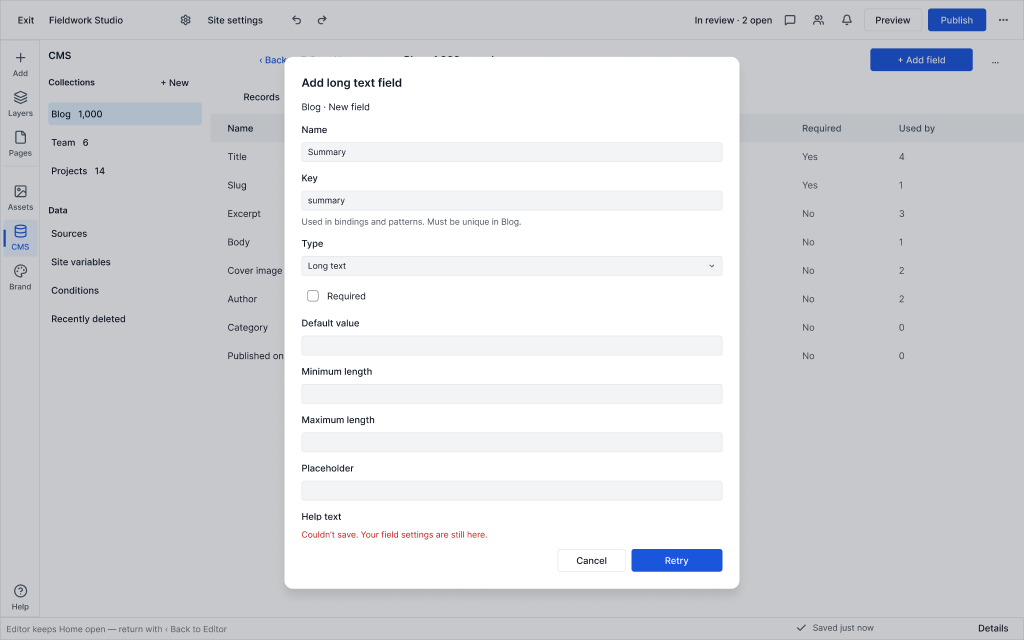 Exit Fieldwork Studio Site settings In review · 2 open Preview Publish
Add
Layers
Pages
Assets
CMS
Brand
Help
CMS
Collections + New
Blog 1,000
Team 6
Projects 14
Data
Sources
Site variables
Conditions
Recently deleted
‹ Back
+ Add field
Records
Name Required Used by
Title Yes 4
Slug Yes 1
Excerpt No 3
Body No 1
Cover image No 2
Author No 2
Category No 0
Published on No 0
Add long text field
Blog · New field
Name
Summary
Key
summary
Used in bindings and patterns. Must be unique in Blog.
Type
Long text
Required
Default value
Minimum length
Maximum length
Placeholder
Help text
Couldn't save. Your field settings are still here.
Cancel Retry
Editor keeps Home open — return with ‹ Back to Editor Saved just now Details